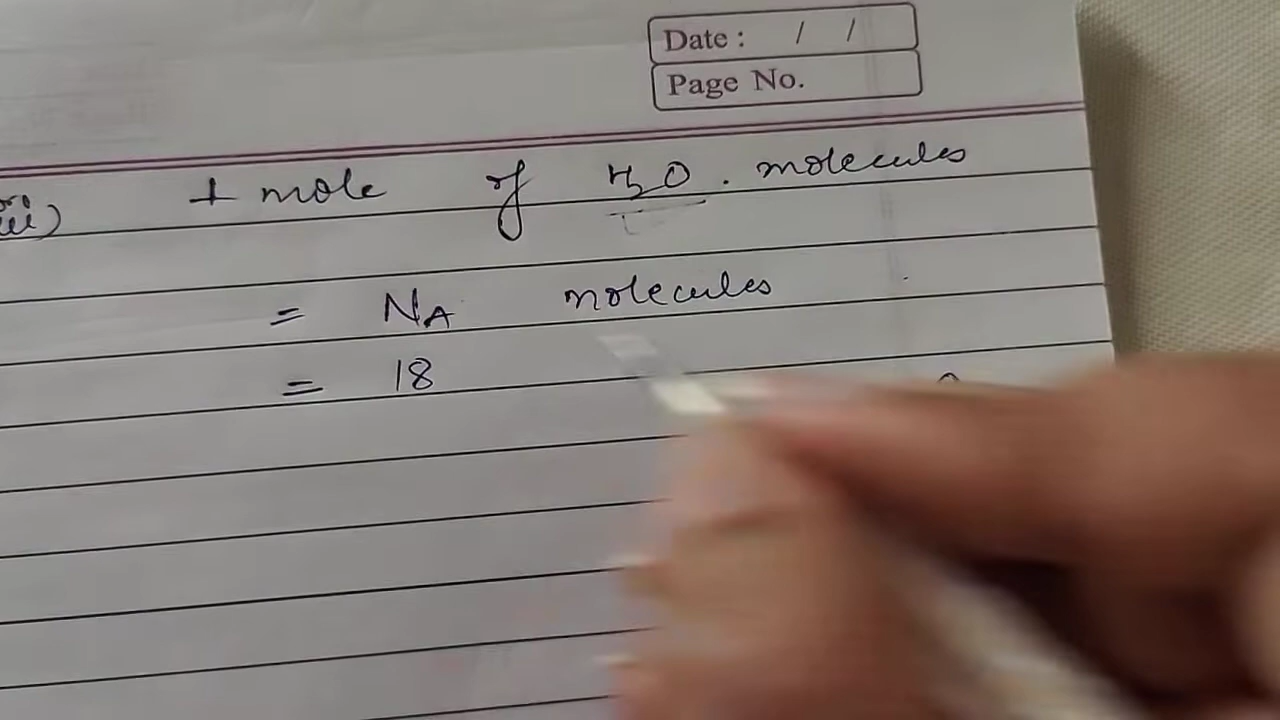 Date : / /
Page No.
1 mole of H2O. molecules
= NA molecules
= 18